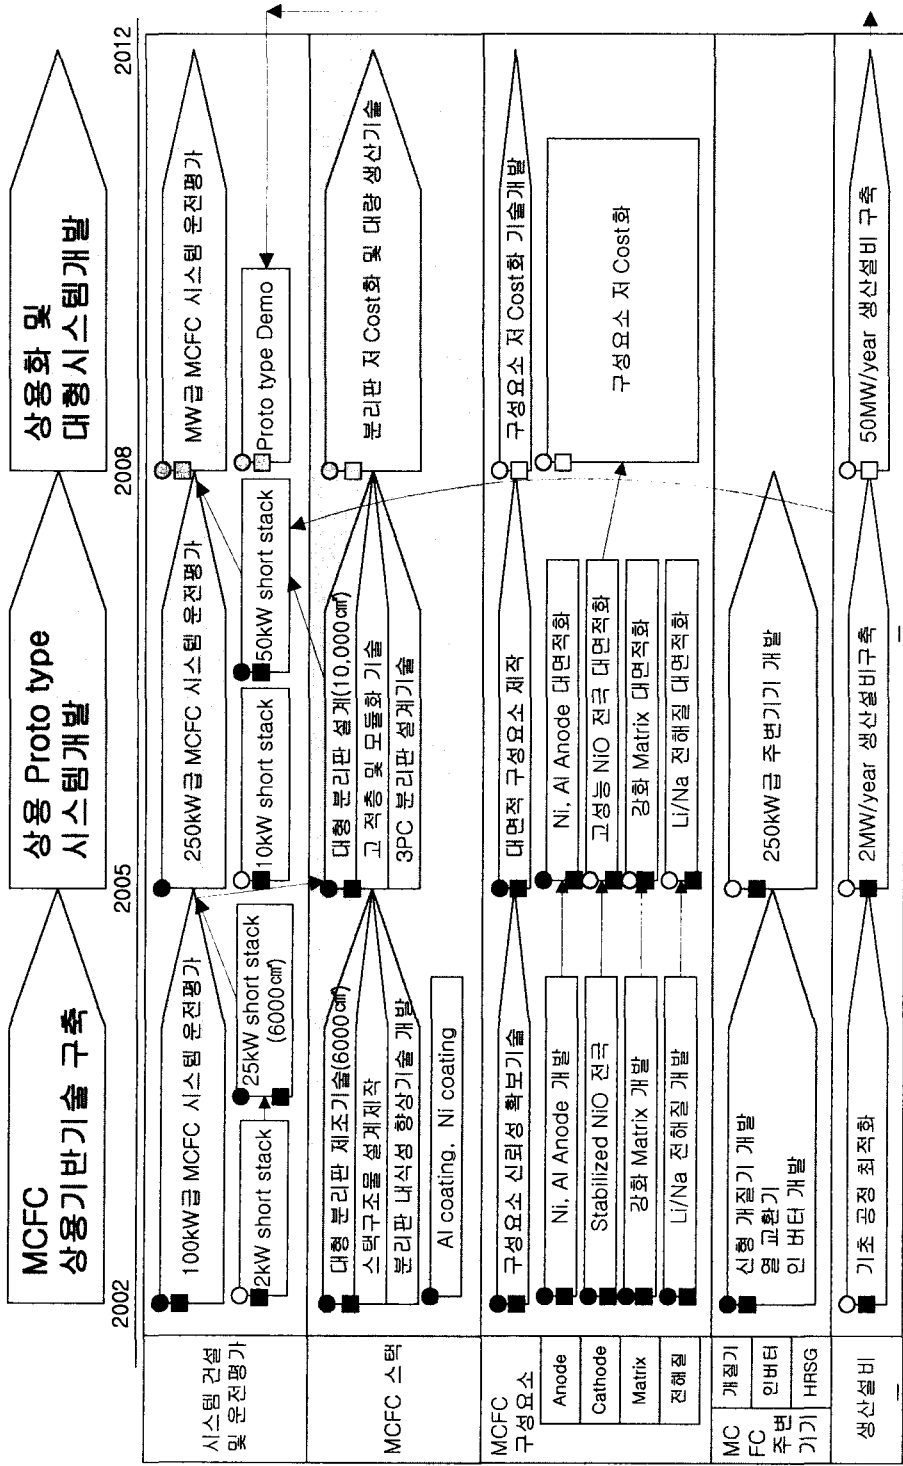 MCFC
상용기반기술 구축
상용 Proto type
시스템개발
상용화 및
대형시스템개발
2002
2005
2008
2012
시스템 건설
및 운전평가
100kW급 MCFC 시스템 운전평가
2kW short stack
25kW short stack
(6000㎠)
250kW급 MCFC 시스템 운전평가
10kW short stack
50kW short stack
MW급 MCFC 시스템 운전평가
Proto type Demo
MCFC 스택
대형 분리판 제조기술(6000㎠)
스택구조물 설계제작
분리판 내식성 향상기술 개발
Al coating, Ni coating
대형 분리판 설계(10,000㎠)
고 적층 및 모듈화 기술
3PC 분리판 설계기술
분리판 저 Cost화 및 대량 생산기술
MCFC
구성요소
Anode
Cathode
Matrix
전해질
구성요소 신뢰성 확보기술
Ni, Al Anode 개발
Stabilized NiO 전극
강화 Matrix 개발
Li/Na 전해질 개발
대면적 구성요소 제작
Ni, Al Anode 대면적화
고성능 NiO 전극 대면적화
강화 Matrix 대면적화
Li/Na 전해질 대면적화
구성요소 저 Cost화 기술개발
구성요소 저 Cost화
MC
FC
주변
기기
개질기
인버터
HRSG
신형 개질기 개발
열 교환기
인 버터 개발
250kW급 주변기기 개발
생산설비
기초 공정 최적화
2MW/year 생산설비구축
50MW/year 생산설비 구축